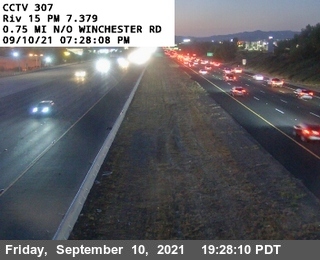 CCTV 307
Riv 15 PM 7.379
0.75 MI N/O WINCHESTER RD
09/10/21 07:28:08 PM
Friday, September 10, 2021 19:28:10 PDT